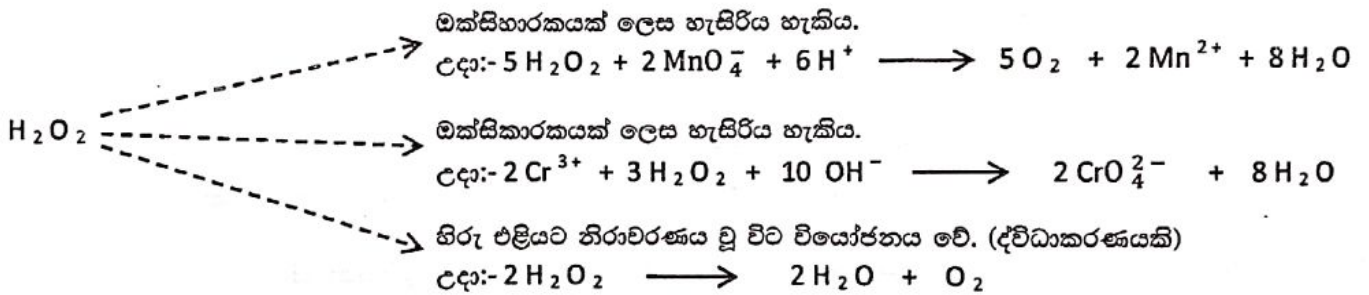 ඔක්සිහාරකයක් ලෙස හැසිරිය හැකිය.
උදා:- 5 H₂O₂ + 2 MnO₄⁻ + 6 H⁺ ⟶ 5 O₂ + 2 Mn²⁺ + 8 H₂O
H₂O₂
ඔක්සිකාරකයක් ලෙස හැසිරිය හැකිය.
උදා:- 2 Cr³⁺ + 3 H₂O₂ + 10 OH⁻ ⟶ 2 CrO₄²⁻ + 8 H₂O
හිරු එළියට නිරාවරණය වූ විට වියෝජනය වේ. (ද්විධාකරණයකි)
උදා:- 2 H₂O₂ ⟶ 2 H₂O + O₂